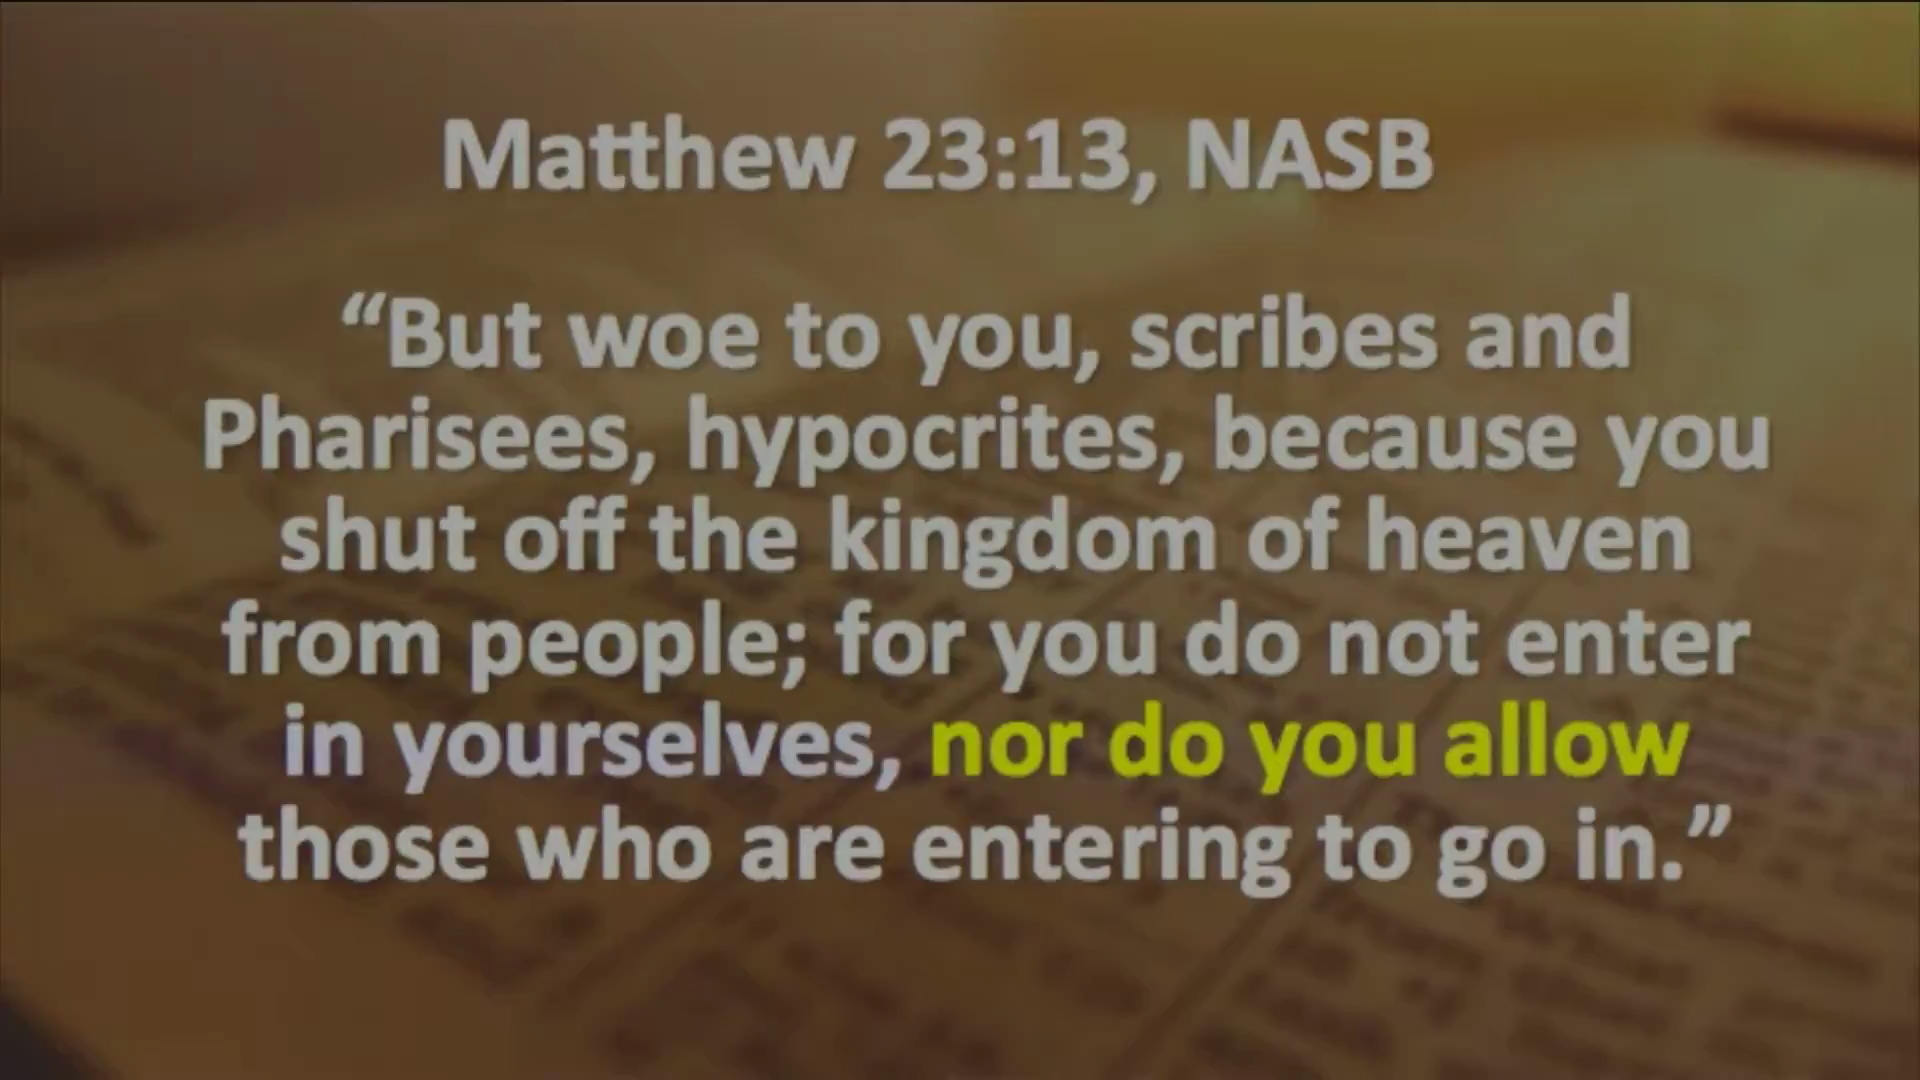 Matthew 23:13, NASB
“But woe to you, scribes and
Pharisees, hypocrites, because you
shut off the kingdom of heaven
from people; for you do not enter
in yourselves, nor do you allow
those who are entering to go in.”